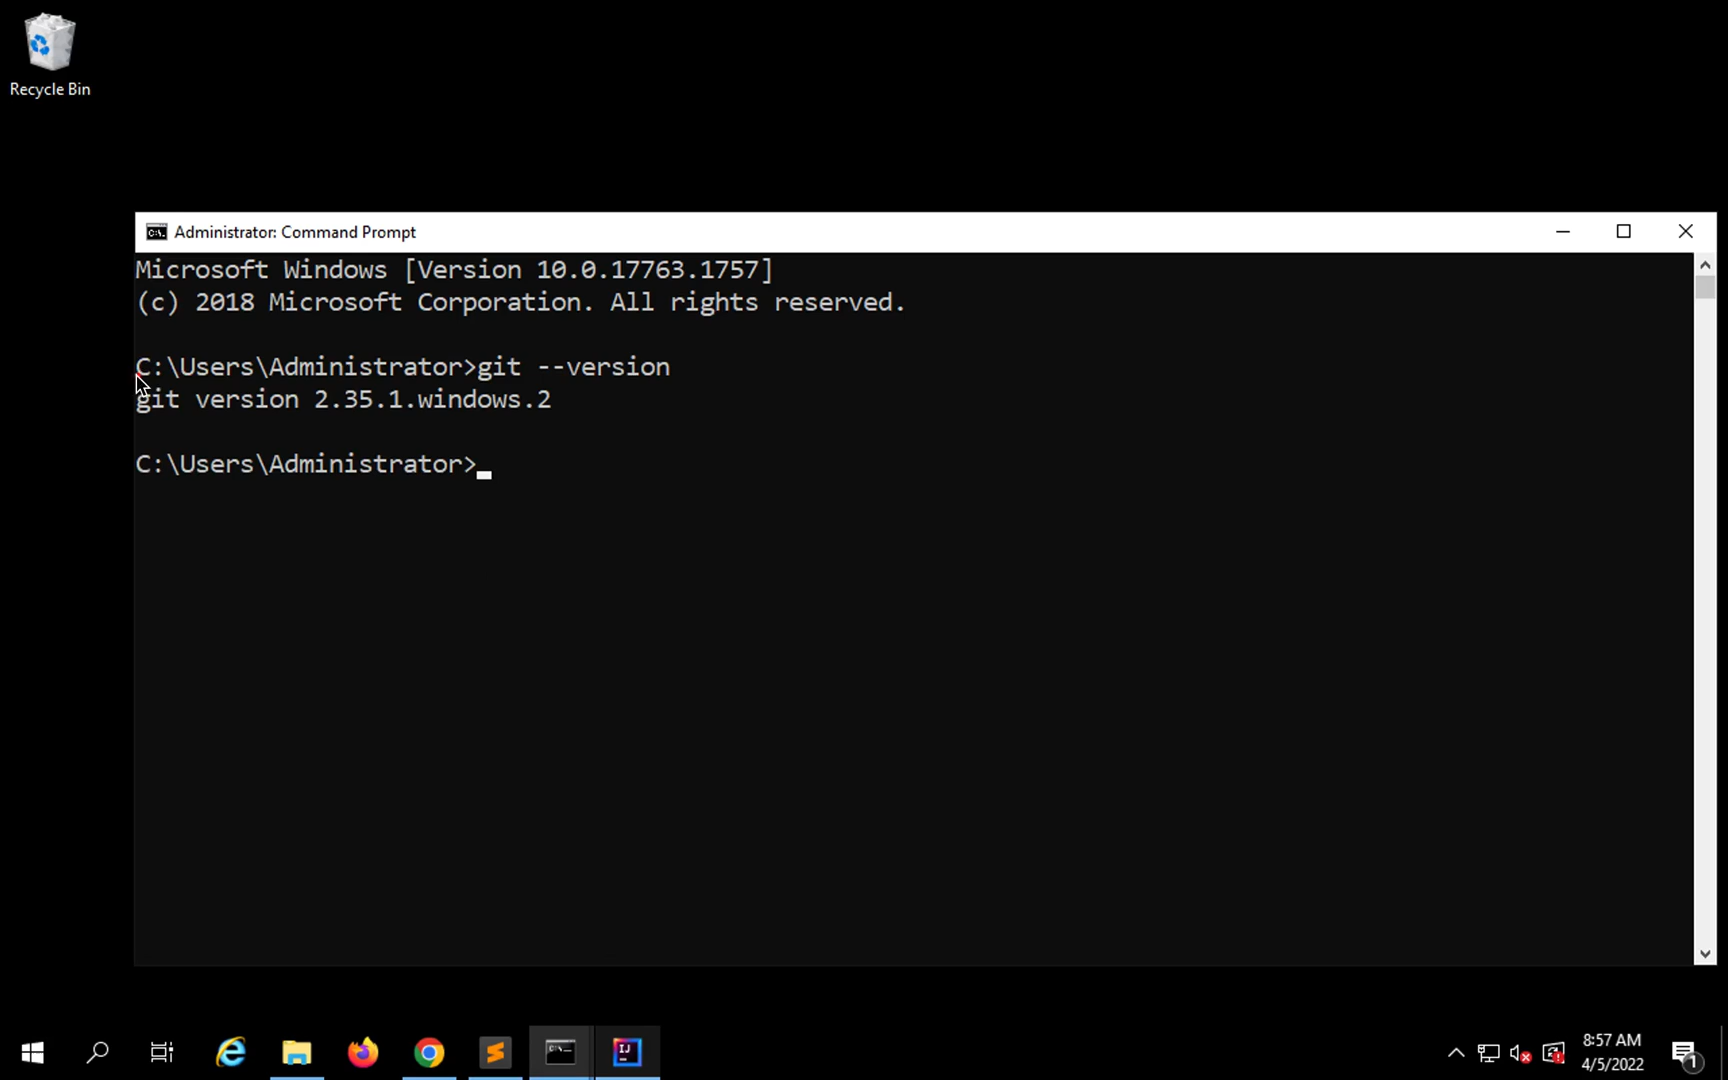 Recycle Bin
Administrator: Command Prompt
Microsoft Windows [Version 10.0.17763.1757]
(c) 2018 Microsoft Corporation. All rights reserved.
C:\Users\Administrator>git --version
git version 2.35.1.windows.2
C:\Users\Administrator>
8:57 AM
4/5/2022
1